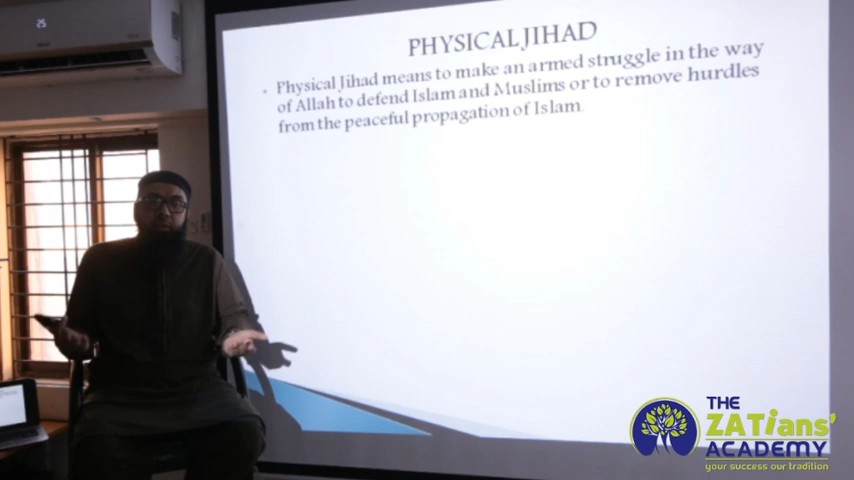 PHYSICAL JIHAD
• Physical Jihad means to make an armed struggle in the way
of Allah to defend Islam and Muslims or to remove hurdles
from the peaceful propagation of Islam.
THE
ZATians'
ACADEMY
your success our tradition